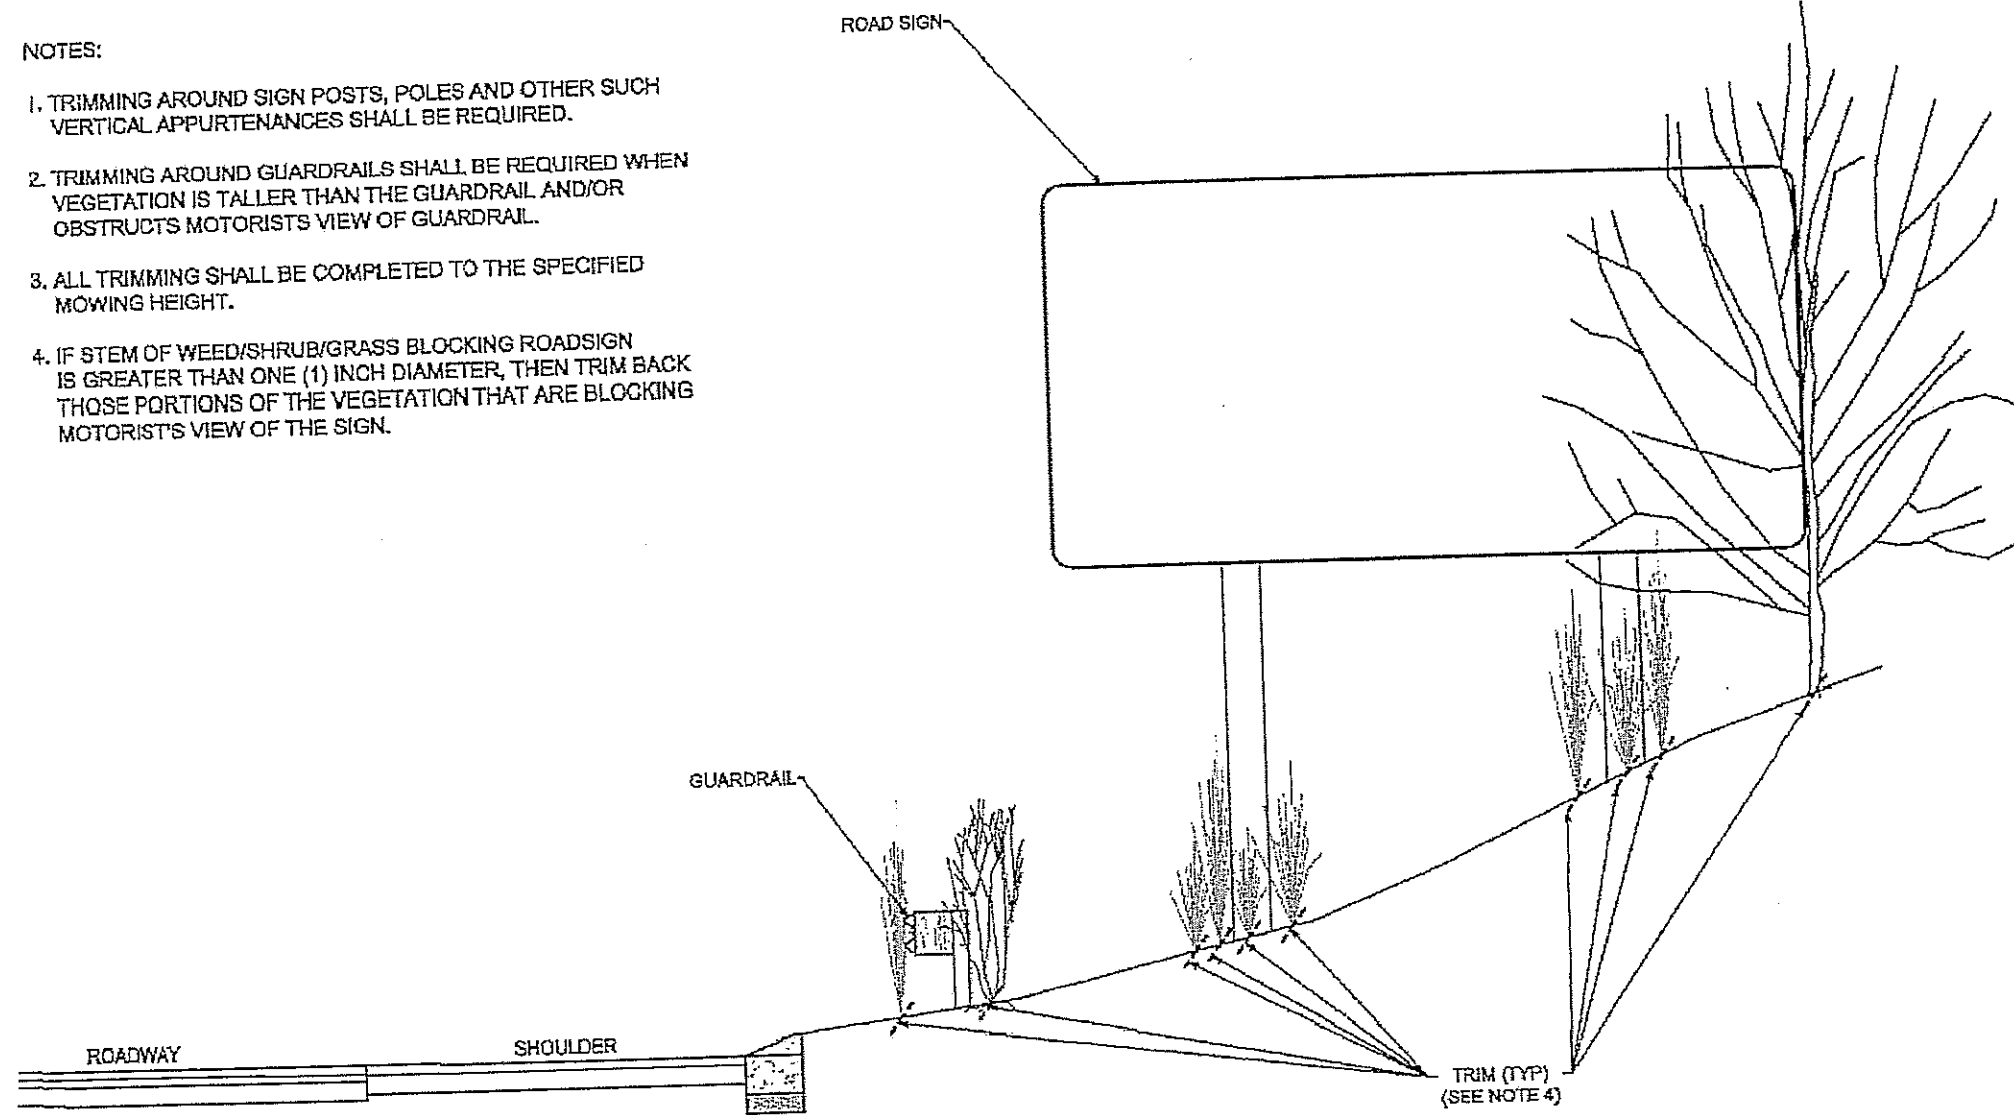 NOTES:
1. TRIMMING AROUND SIGN POSTS, POLES AND OTHER SUCH
VERTICAL APPURTENANCES SHALL BE REQUIRED.
2. TRIMMING AROUND GUARDRAILS SHALL BE REQUIRED WHEN
VEGETATION IS TALLER THAN THE GUARDRAIL AND/OR
OBSTRUCTS MOTORISTS VIEW OF GUARDRAIL.
3. ALL TRIMMING SHALL BE COMPLETED TO THE SPECIFIED
MOWING HEIGHT.
4. IF STEM OF WEED/SHRUB/GRASS BLOCKING ROADSIGN
IS GREATER THAN ONE (1) INCH DIAMETER, THEN TRIM BACK
THOSE PORTIONS OF THE VEGETATION THAT ARE BLOCKING
MOTORIST'S VIEW OF THE SIGN.
ROAD SIGN
GUARDRAIL
ROADWAY
SHOULDER
TRIM (TYP)
(SEE NOTE 4)